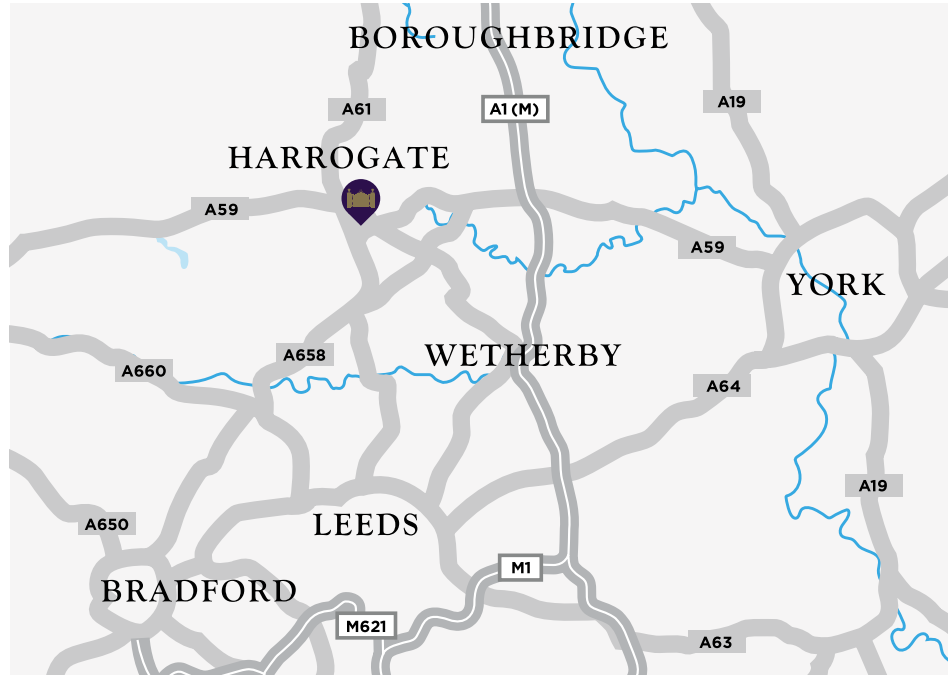 BOROUGHBRIDGE
A61
A1 (M)
A19
HARROGATE
A59
A59
YORK
A658
WETHERBY
A660
A64
A19
A650
LEEDS
M1
BRADFORD
M621
A63